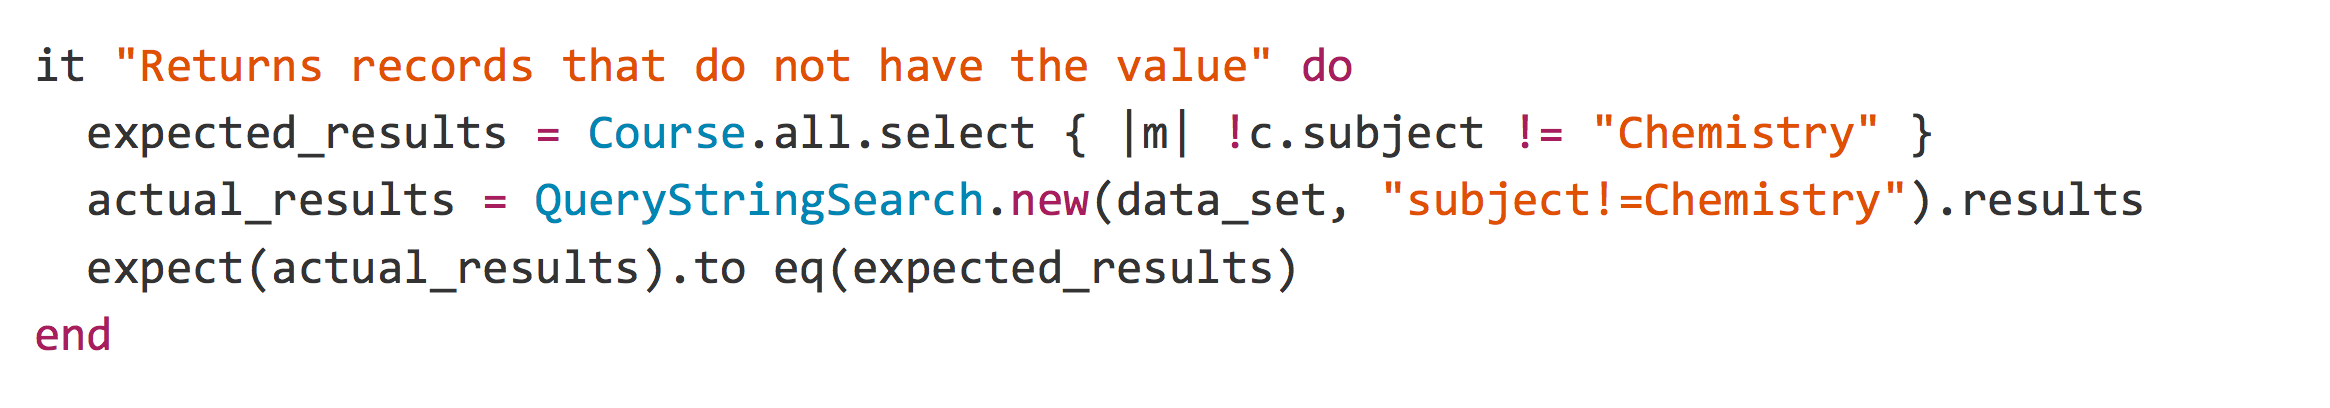 it "Returns records that do not have the value" do
  expected_results = Course.all.select { |m| !c.subject != "Chemistry" }
  actual_results = QueryStringSearch.new(data_set, "subject!=Chemistry").results
  expect(actual_results).to eq(expected_results)
end